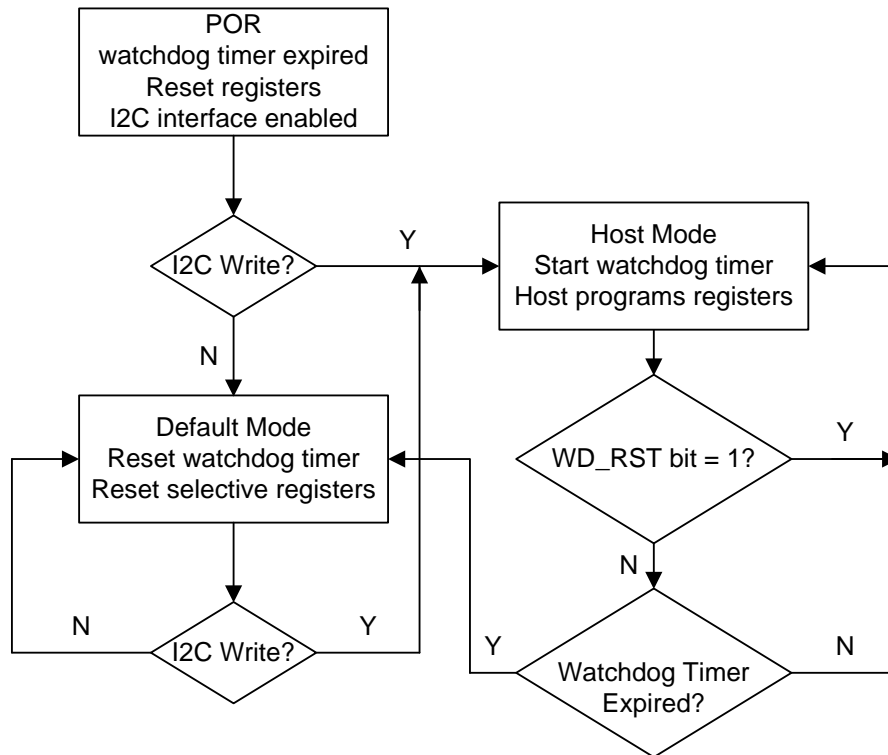 POR
watchdog timer expired
Reset registers
I2C interface enabled
I2C Write?
Y
N
Host Mode
Start watchdog timer
Host programs registers
Default Mode
Reset watchdog timer
Reset selective registers
WD_RST bit = 1?
Y
N
I2C Write?
N
Y
Watchdog Timer
Expired?
Y
N